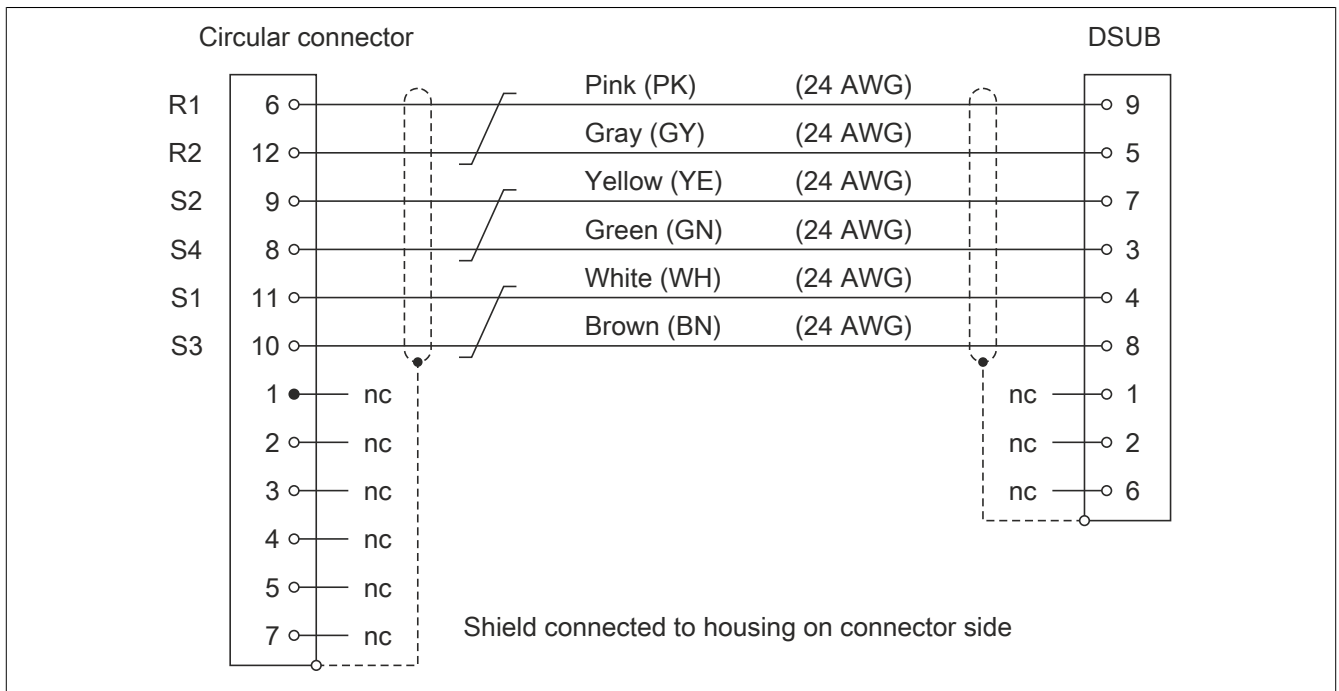 Circular connector DSUB
R1 6 Pink (PK) (24 AWG) 9
R2 12 Gray (GY) (24 AWG) 5
S2 9 Yellow (YE) (24 AWG) 7
S4 8 Green (GN) (24 AWG) 3
S1 11 White (WH) (24 AWG) 4
S3 10 Brown (BN) (24 AWG) 8
1 nc nc 1
2 nc nc 2
3 nc nc 6
4 nc
5 nc
7 nc Shield connected to housing on connector side